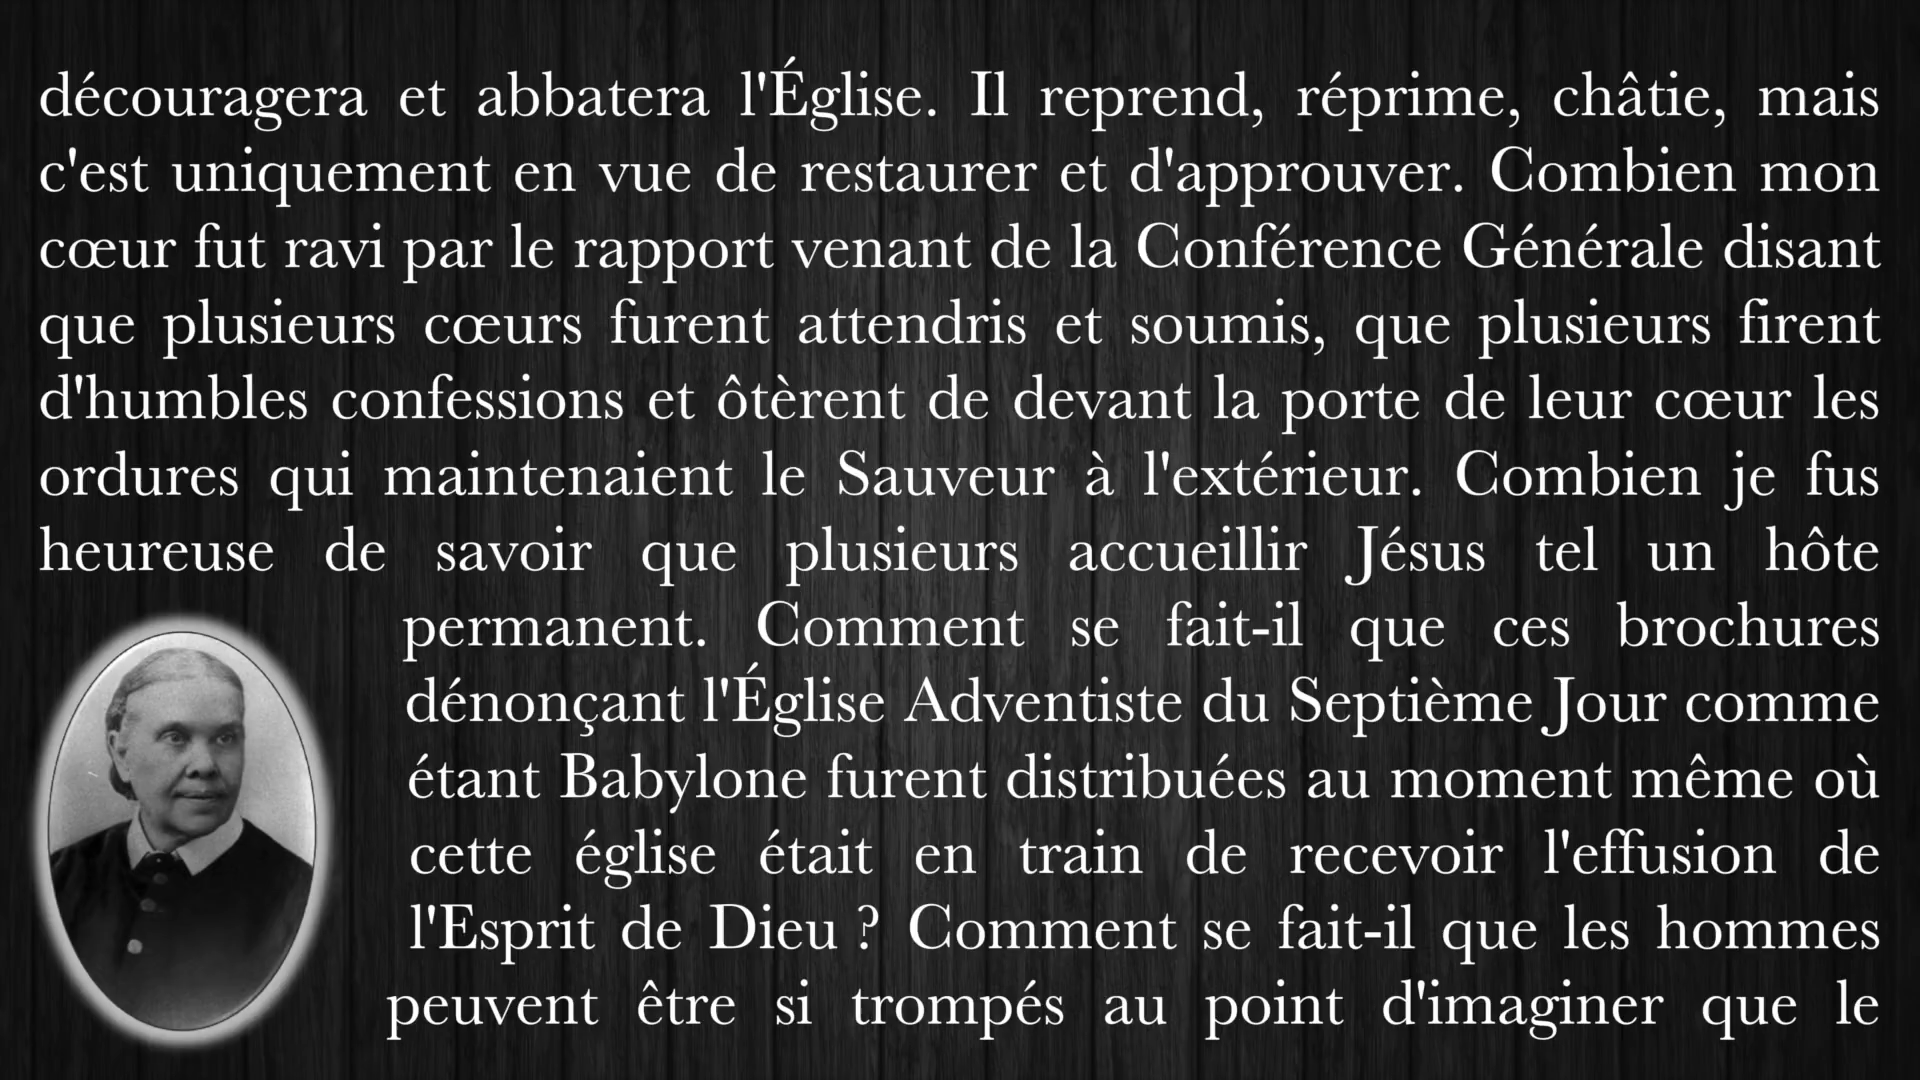 découragera et abbatera l'Église. Il reprend, réprime, châtie, mais
c'est uniquement en vue de restaurer et d'approuver. Combien mon
cœur fut ravi par le rapport venant de la Conférence Générale disant
que plusieurs cœurs furent attendris et soumis, que plusieurs firent
d'humbles confessions et ôtèrent de devant la porte de leur cœur les
ordures qui maintenaient le Sauveur à l'extérieur. Combien je fus
heureuse de savoir que plusieurs accueillir Jésus tel un hôte
permanent. Comment se fait-il que ces brochures
dénonçant l'Église Adventiste du Septième Jour comme
étant Babylone furent distribuées au moment même où
cette église était en train de recevoir l'effusion de
l'Esprit de Dieu ? Comment se fait-il que les hommes
peuvent être si trompés au point d'imaginer que le